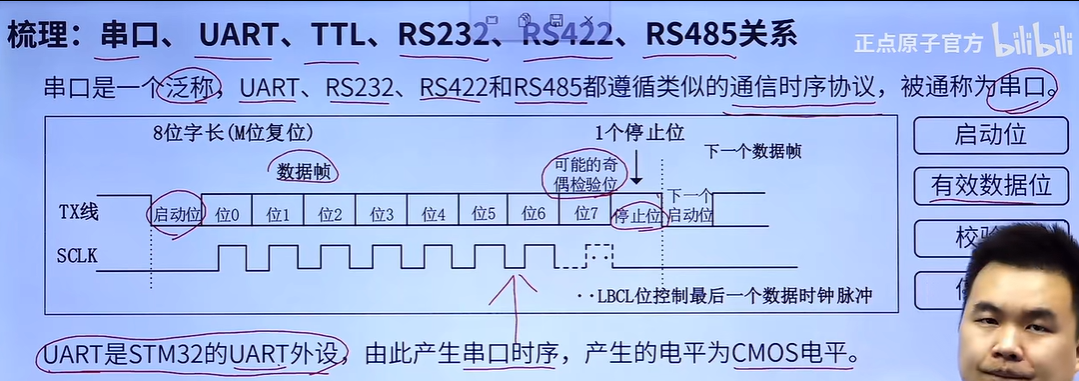 梳理：串口、UART、TTL、RS232、RS422、RS485关系
正点原子官方 bilibili
串口是一个泛称，UART、RS232、RS422和RS485都遵循类似的通信时序协议，被通称为串口。
8位字长(M位复位)
1个停止位
下一个数据帧
数据帧
可能的奇
偶检验位
TX线
启动位 位0 位1 位2 位3 位4 位5 位6 位7 停止位
下一个
启动位
SCLK
··LBCL位控制最后一个数据时钟脉冲
启动位
有效数据位
校
UART是STM32的UART外设，由此产生串口时序，产生的电平为CMOS电平。